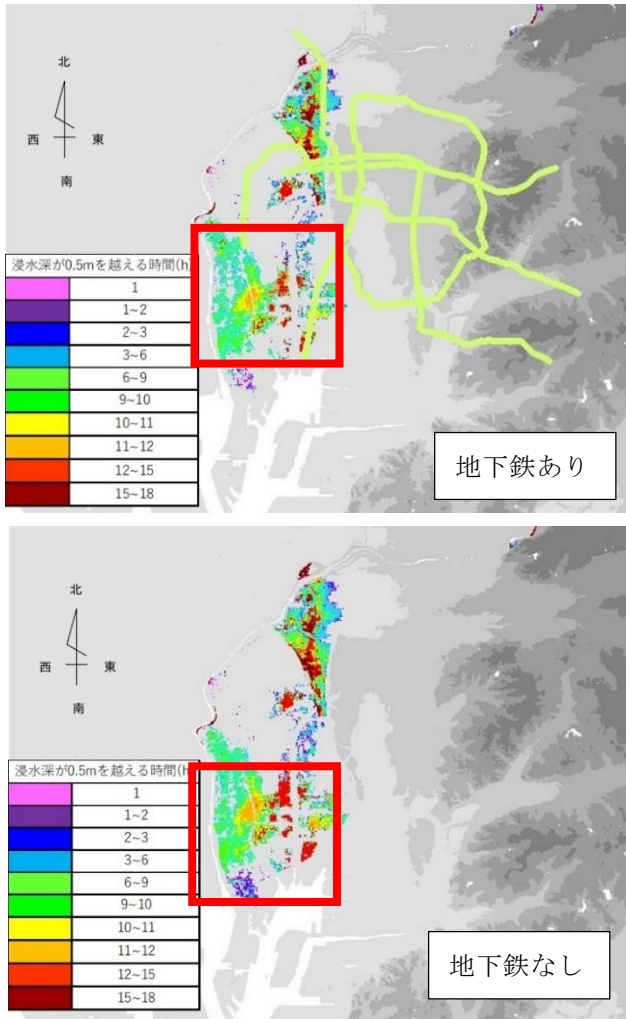 北
西 東
南
浸水深が0.5mを越える時間(h)
1
1~2
2~3
3~6
6~9
9~10
10~11
11~12
12~15
15~18
地下鉄あり
北
西 東
南
浸水深が0.5mを越える時間(h)
1
1~2
2~3
3~6
6~9
9~10
10~11
11~12
12~15
15~18
地下鉄なし